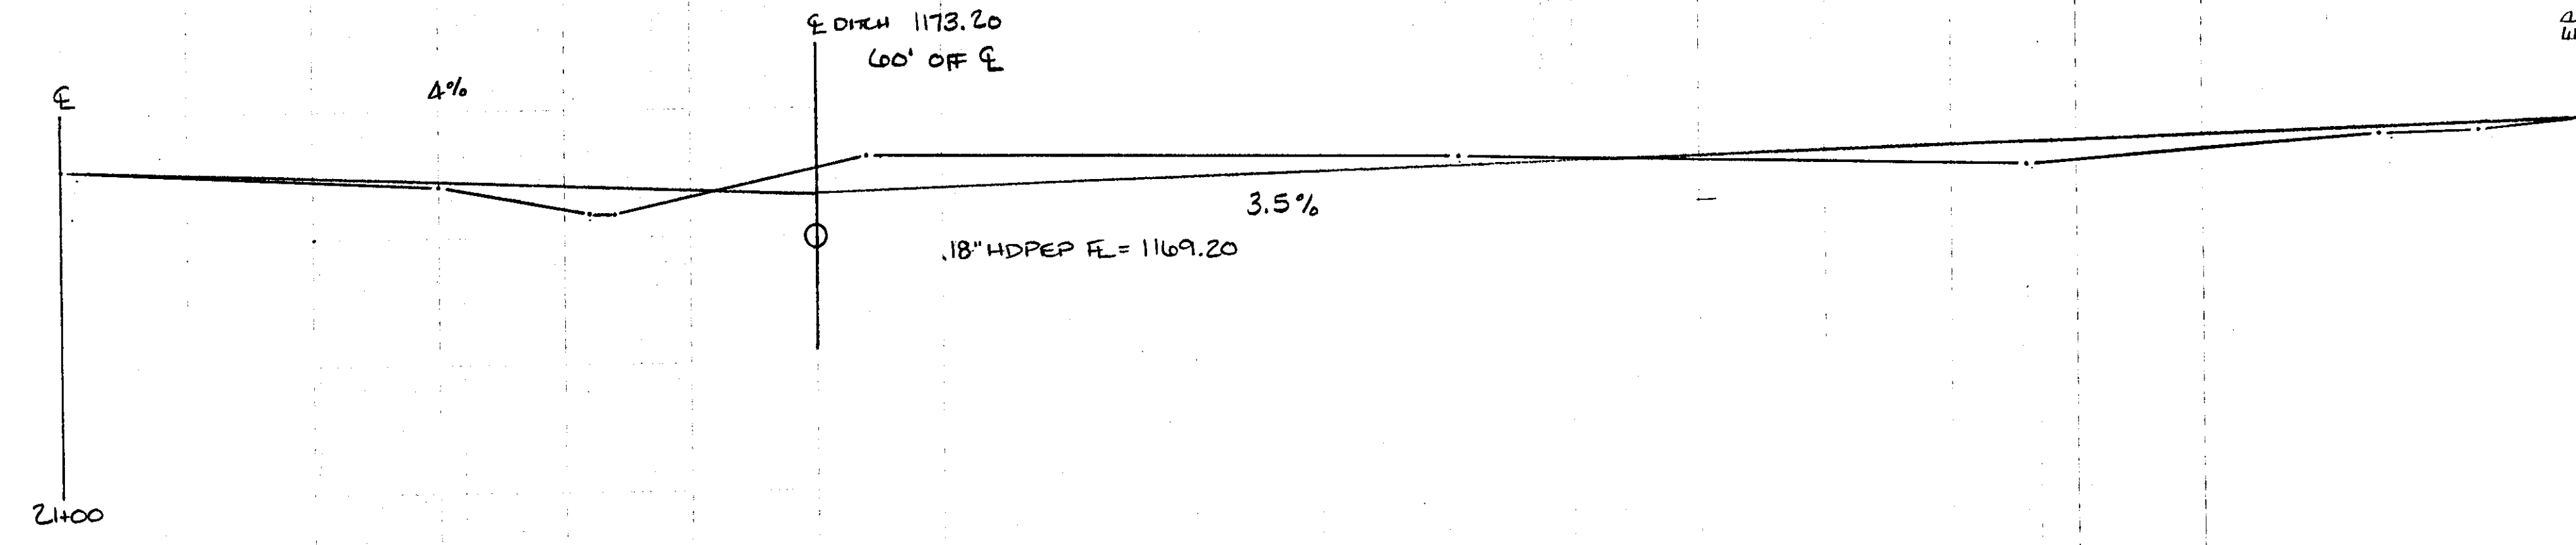 ℄ DITCH 1173.20
60' OFF ℄
℄
4%
3.5%
18" HDPEP FL = 1169.20
21+00